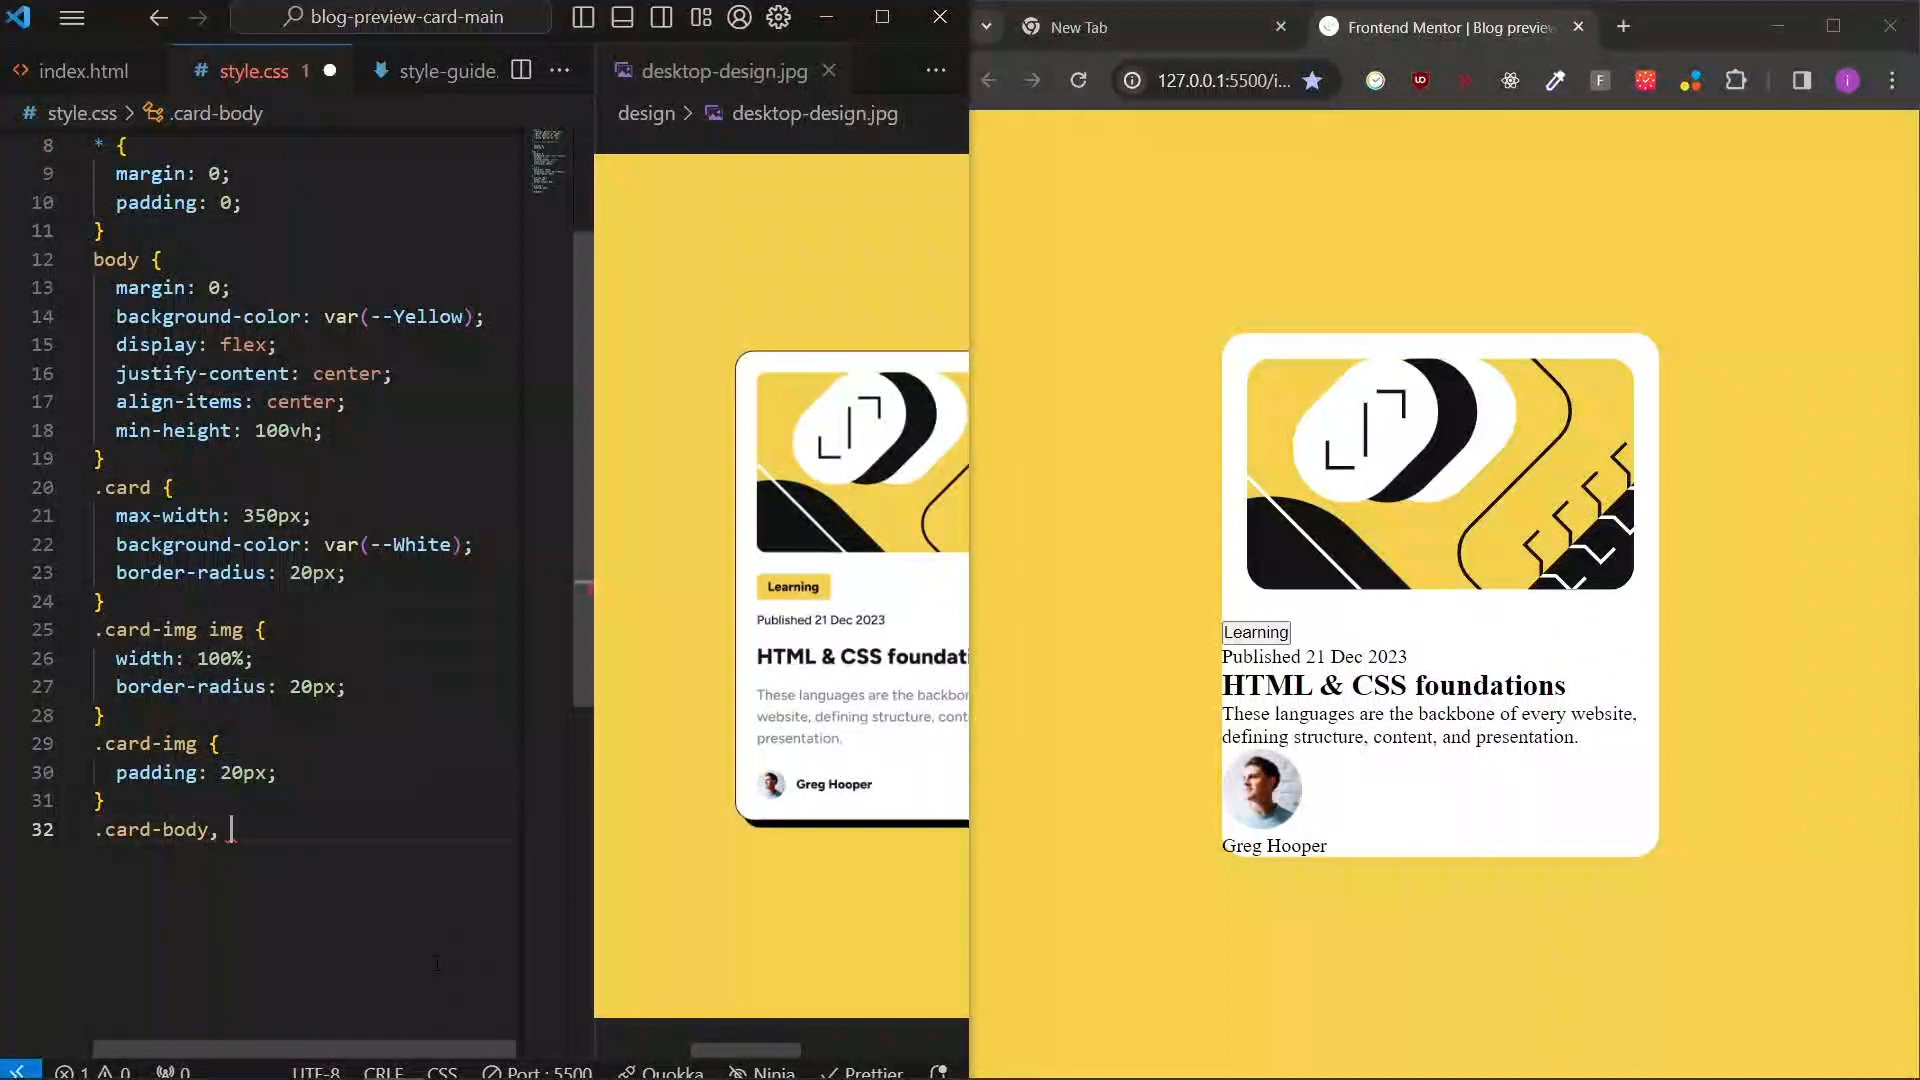 blog-preview-card-main
index.html
style.css 1
style-guide.
style.css > .card-body
8 * {
9 margin: 0;
10 padding: 0;
11 }
12 body {
13 margin: 0;
14 background-color: var(--Yellow);
15 display: flex;
16 justify-content: center;
17 align-items: center;
18 min-height: 100vh;
19 }
20 .card {
21 max-width: 350px;
22 background-color: var(--White);
23 border-radius: 20px;
24 }
25 .card-img img {
26 width: 100%;
27 border-radius: 20px;
28 }
29 .card-img {
30 padding: 20px;
31 }
32 .card-body,
desktop-design.jpg
design > desktop-design.jpg
Learning
Published 21 Dec 2023
HTML & CSS foundati
These languages are the backbor
website, defining structure, cont
presentation.
Greg Hooper
1 0 0 UTF-8 CRLF CSS Port : 5500 Quokka Ninja Prettier
New Tab
Frontend Mentor | Blog preview
127.0.0.1:5500/i...
UD
F
i
Learning
Published 21 Dec 2023
HTML & CSS foundations
These languages are the backbone of every website,
defining structure, content, and presentation.
Greg Hooper